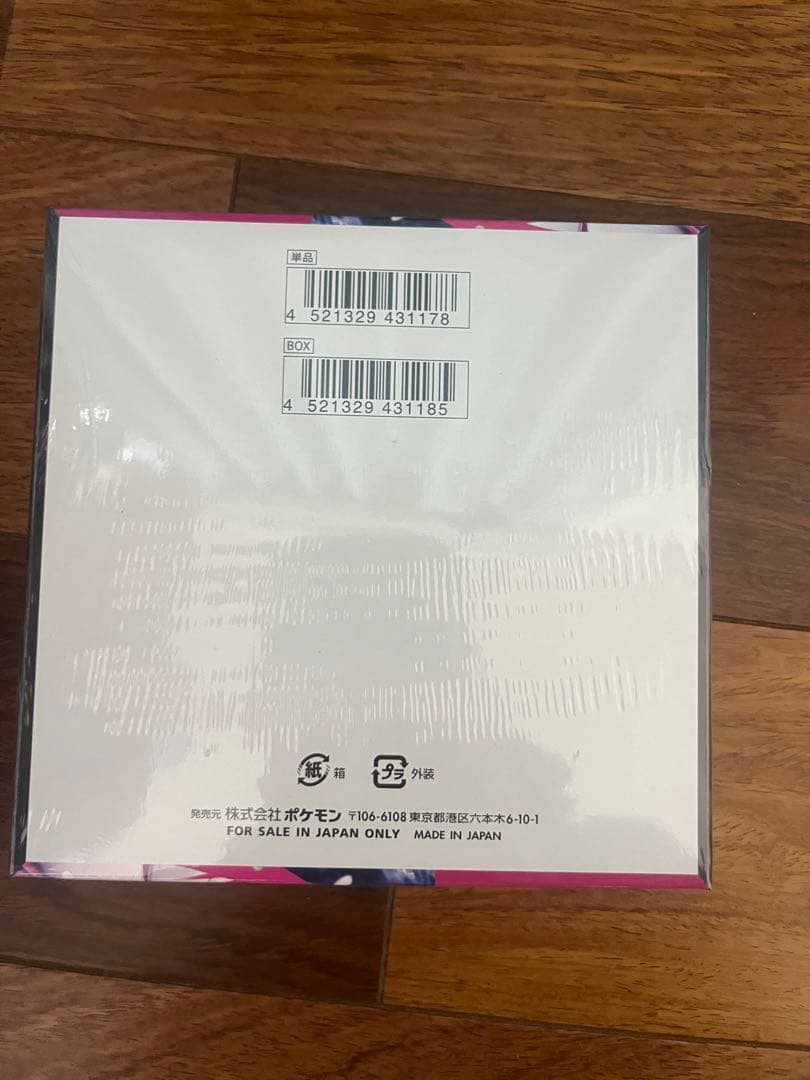 単品
4 521329 431178
BOX
4 521329 431185
紙 箱 プラ 外装
発売元 株式会社 ポケモン 〒106-6108 東京都港区六本木6-10-1
FOR SALE IN JAPAN ONLY MADE IN JAPAN